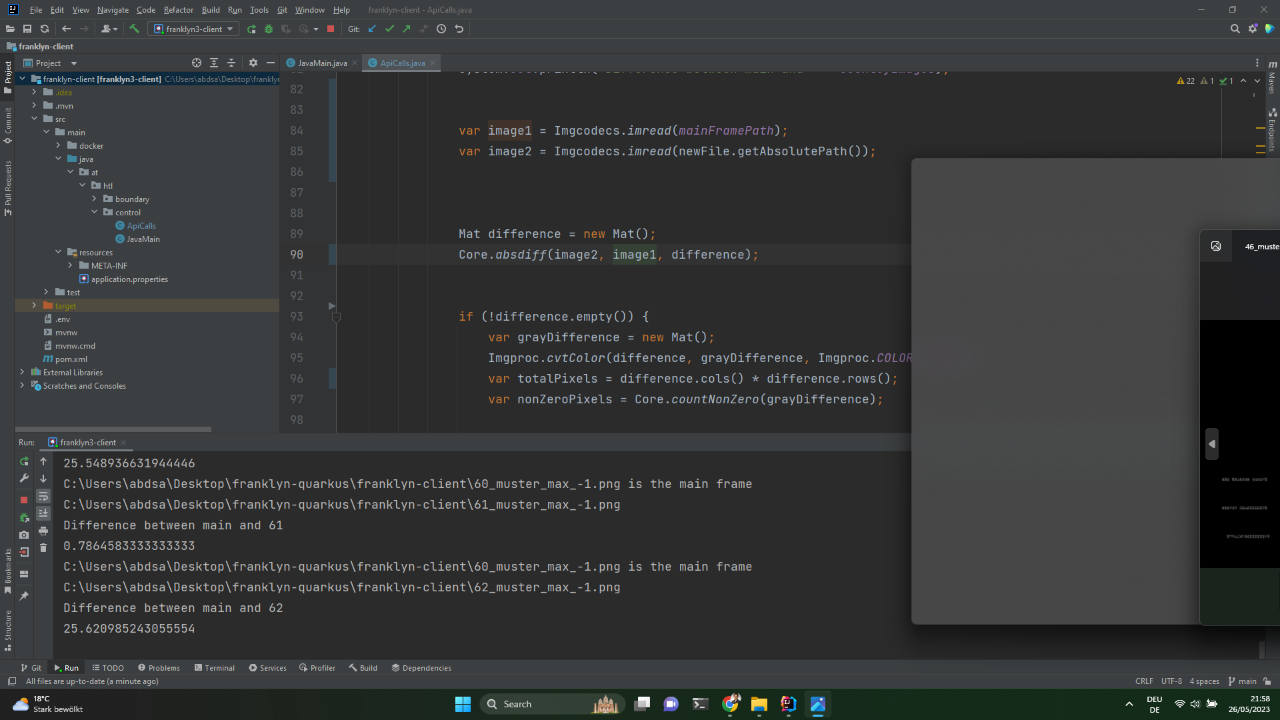 File Edit View Navigate Code Refactor Build Run Tools Git Window Help franklyn-client - ApiCalls.java
franklyn3-client Git:
franklyn-client
Project JavaMain.java ApiCalls.java
franklyn-client [franklyn3-client] C:\Users\abdsa\Desktop\franklyn
.idea
.mvn
src
main
docker
java
at
htl
boundary
control
ApiCalls
JavaMain
resources
META-INF
application.properties
test
target
.env
mvnw
mvnw.cmd
pom.xml
External Libraries
Scratches and Consoles
Project
Commit
Pull Requests
Bookmarks
Structure
Maven
Endpoints
22 1 1
82
83
84 var image1 = Imgcodecs.imread(mainFramePath);
85 var image2 = Imgcodecs.imread(newFile.getAbsolutePath());
86
87
88
89 Mat difference = new Mat();
90 Core.absdiff(image2, image1, difference);
91
92
93 if (!difference.empty()) {
94 var grayDifference = new Mat();
95 Imgproc.cvtColor(difference, grayDifference, Imgproc.COLOR
96 var totalPixels = difference.cols() * difference.rows();
97 var nonZeroPixels = Core.countNonZero(grayDifference);
98
46_muste
Run: franklyn3-client
25.548936631944446
C:\Users\abdsa\Desktop\franklyn-quarkus\franklyn-client\60_muster_max_-1.png is the main frame
C:\Users\abdsa\Desktop\franklyn-quarkus\franklyn-client\61_muster_max_-1.png
Difference between main and 61
0.7864583333333333
C:\Users\abdsa\Desktop\franklyn-quarkus\franklyn-client\60_muster_max_-1.png is the main frame
C:\Users\abdsa\Desktop\franklyn-quarkus\franklyn-client\62_muster_max_-1.png
Difference between main and 62
25.620985243055554
Git Run TODO Problems Terminal Services Profiler Build Dependencies
All files are up-to-date (a minute ago) CRLF UTF-8 4 spaces main
18°C
Stark bewölkt
Search
DEU
DE
21:58
26/05/2023